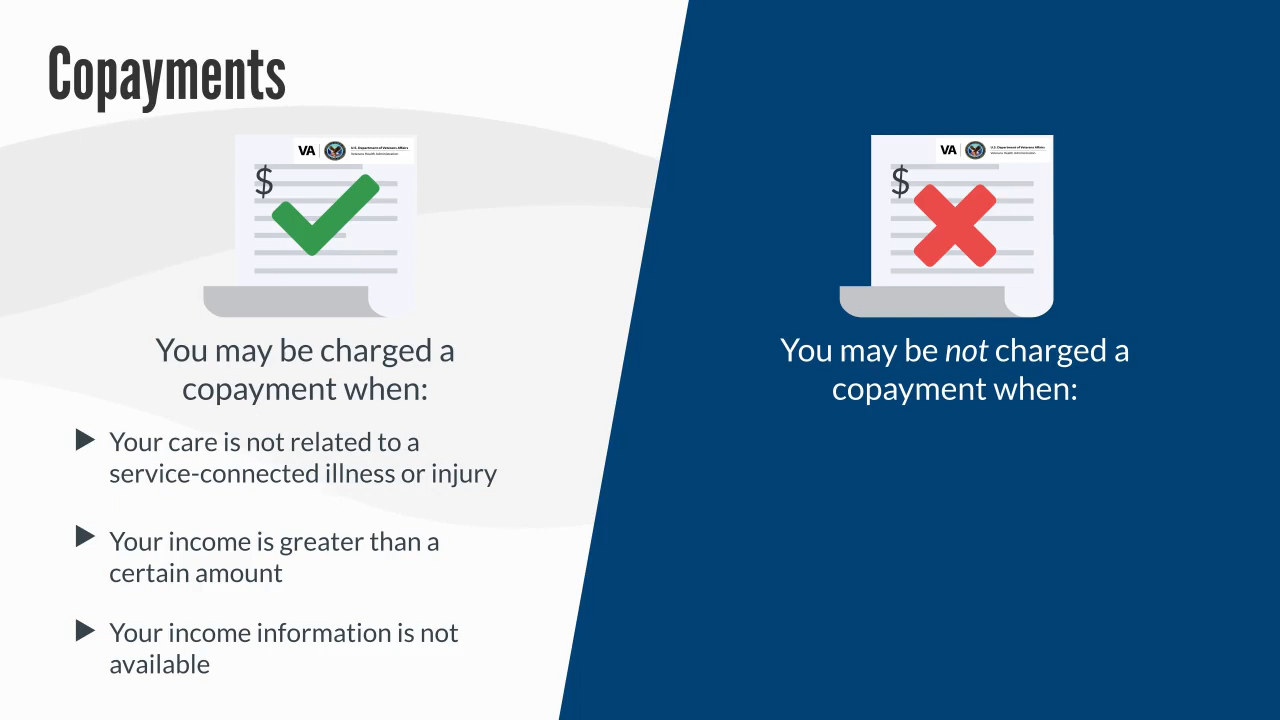 Copayments
VA
U.S. Department of Veterans Affairs
Veterans Health Administration
$
You may be charged a
copayment when:
Your care is not related to a
service-connected illness or injury
Your income is greater than a
certain amount
Your income information is not
available
VA
U.S. Department of Veterans Affairs
Veterans Health Administration
$
You may be not charged a
copayment when: